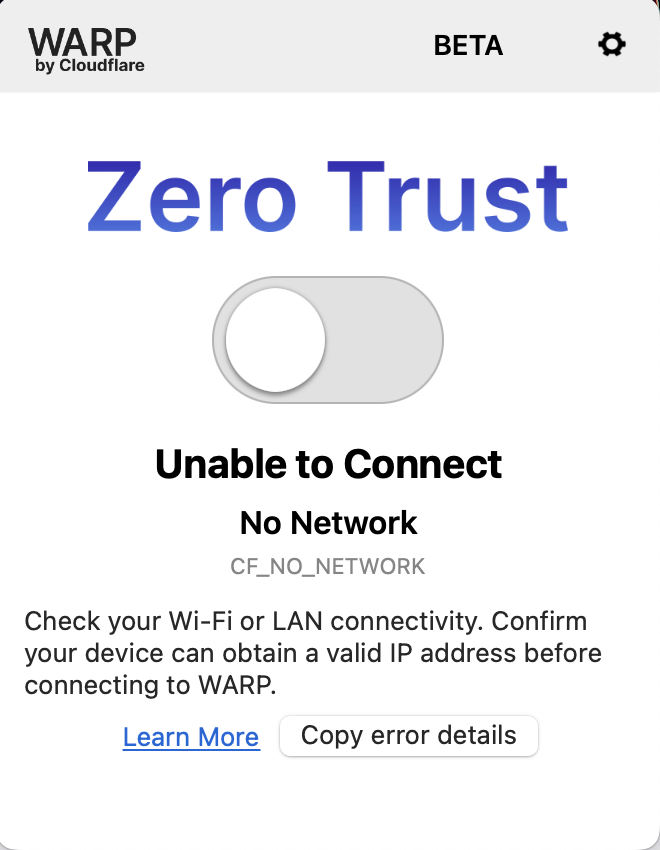 WARP
by Cloudflare
BETA
Zero Trust
Unable to Connect
No Network
CF_NO_NETWORK
Check your Wi-Fi or LAN connectivity. Confirm
your device can obtain a valid IP address before
connecting to WARP.
Learn More
Copy error details